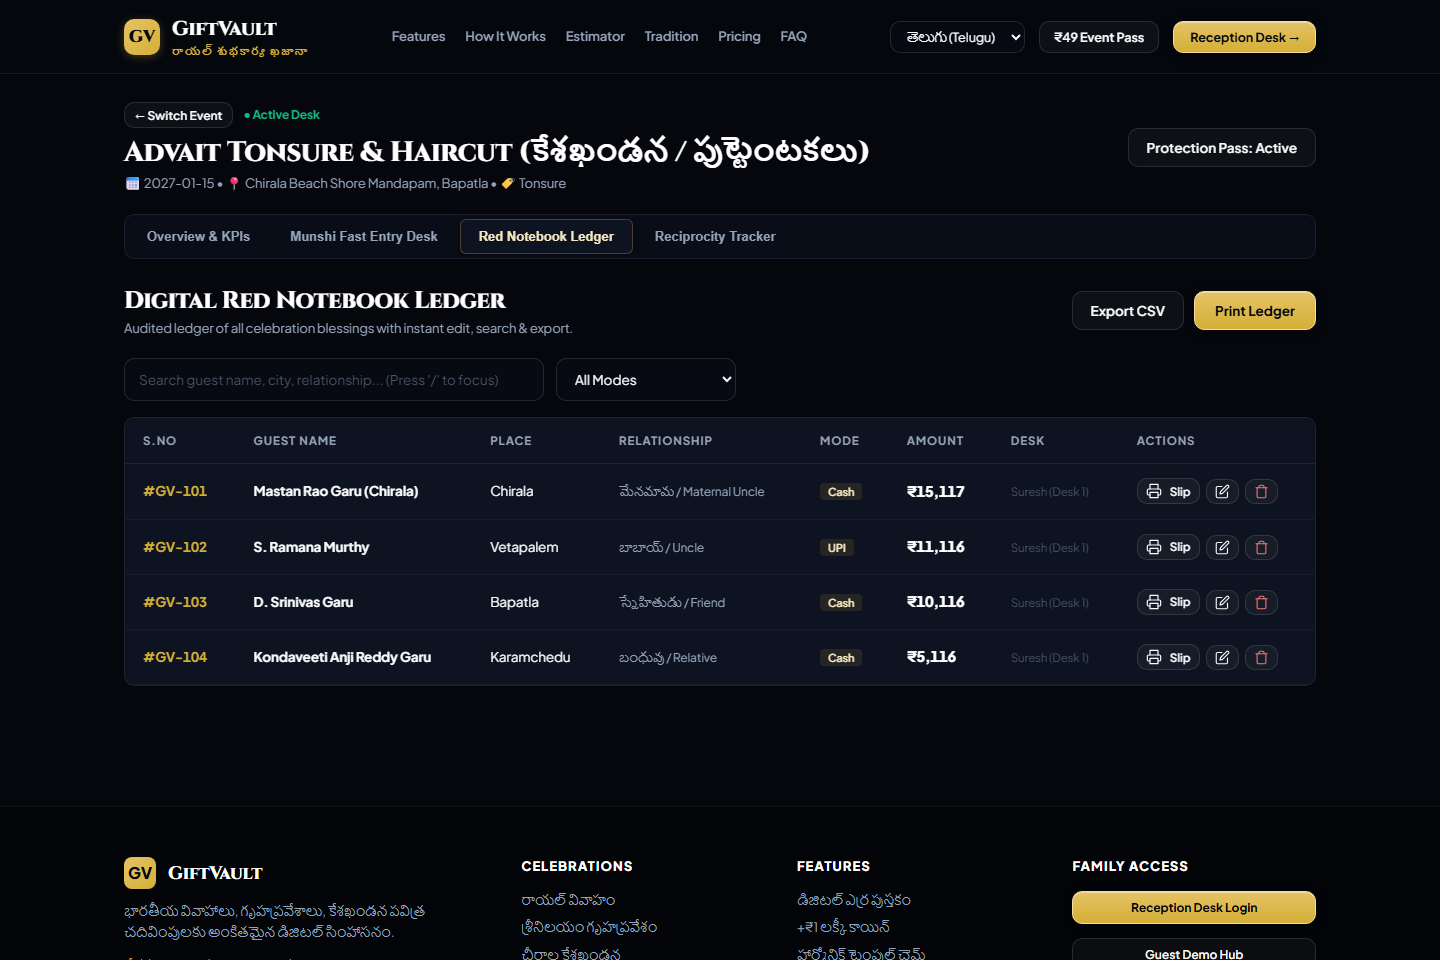 GV GiftVault
రాయల్ శుభకార్య ఖజానా
Features How It Works Estimator Tradition Pricing FAQ
తెలుగు (Telugu) ₹49 Event Pass Reception Desk →
← Switch Event • Active Desk
Advait Tonsure & Haircut (కేశఖండన / పుట్టెంటకలు)
Protection Pass: Active
2027-01-15 • Chirala Beach Shore Mandapam, Bapatla • Tonsure
Overview & KPIs Munshi Fast Entry Desk Red Notebook Ledger Reciprocity Tracker
Digital Red Notebook Ledger
Audited ledger of all celebration blessings with instant edit, search & export.
Export CSV Print Ledger
Search guest name, city, relationship... (Press '/' to focus) All Modes
S.NO GUEST NAME PLACE RELATIONSHIP MODE AMOUNT DESK ACTIONS
#GV-101 Mastan Rao Garu (Chirala) Chirala మేనమామ / Maternal Uncle Cash ₹15,117 Suresh (Desk 1) Slip
#GV-102 S. Ramana Murthy Vetapalem బాబాయ్ / Uncle UPI ₹11,116 Suresh (Desk 1) Slip
#GV-103 D. Srinivas Garu Bapatla స్నేహితుడు / Friend Cash ₹10,116 Suresh (Desk 1) Slip
#GV-104 Kondaveeti Anji Reddy Garu Karamchedu బంధువు / Relative Cash ₹5,116 Suresh (Desk 1) Slip
GV GiftVault
భారతీయ వివాహాలు, గృహప్రవేశాలు, కేశఖండన పవిత్ర
చదివింపులకు అంకితమైన డిజిటల్ సింహాసనం.
CELEBRATIONS
రాయల్ వివాహం
శ్రీనిలయం గృహప్రవేశం
చీరాల కేశఖండన
FEATURES
డిజిటల్ ఎర్ర పుస్తకం
+₹1 లక్కీ కాయిన్
హార్మోనిక్ టెంపుల్ చైమ్
FAMILY ACCESS
Reception Desk Login
Guest Demo Hub